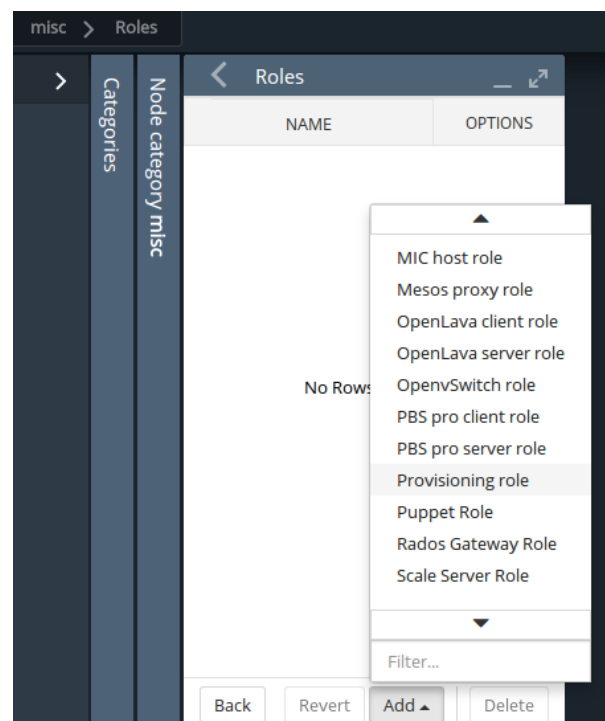 misc > Roles
Categories
Node category misc
Roles
NAME OPTIONS
No Rows
MIC host role
Mesos proxy role
OpenLava client role
OpenLava server role
OpenvSwitch role
PBS pro client role
PBS pro server role
Provisioning role
Puppet Role
Rados Gateway Role
Scale Server Role
Filter...
Back Revert Add Delete